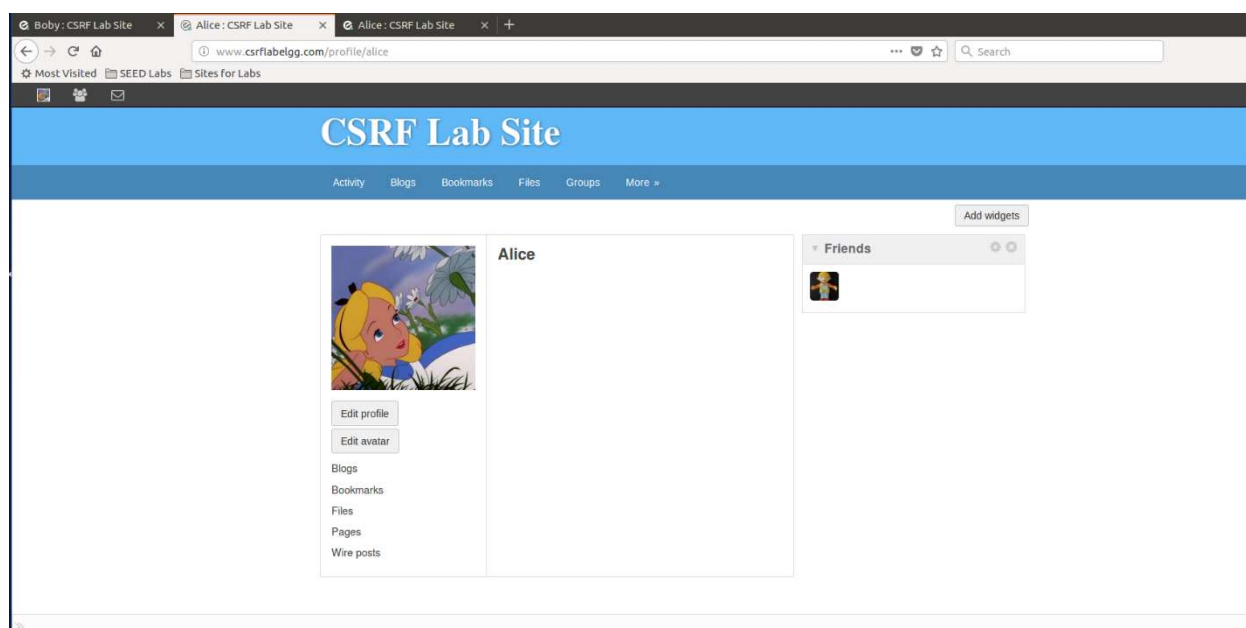 Boby : CSRF Lab Site × Alice : CSRF Lab Site × Alice : CSRF Lab Site × +
www.csrflabelgg.com/profile/alice ... Search
Most Visited SEED Labs Sites for Labs
CSRF Lab Site
Activity Blogs Bookmarks Files Groups More »
Add widgets
Alice
Friends
Edit profile
Edit avatar
Blogs
Bookmarks
Files
Pages
Wire posts